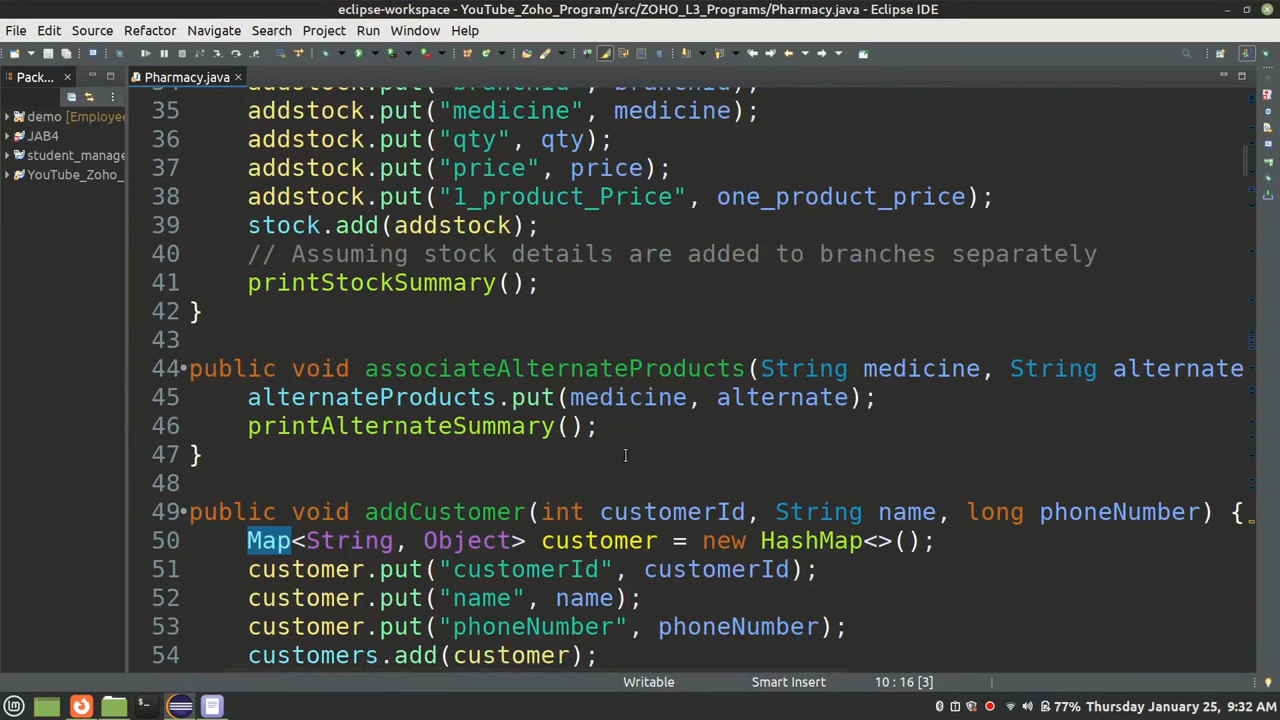 eclipse-workspace - YouTube_Zoho_Program/src/ZOHO_L3_Programs/Pharmacy.java - Eclipse IDE
File Edit Source Refactor Navigate Search Project Run Window Help
Pack...
Pharmacy.java
demo [Employee
JAB4
student_manage
YouTube_Zoho_
35 addstock.put("medicine", medicine);
36 addstock.put("qty", qty);
37 addstock.put("price", price);
38 addstock.put("1_product_Price", one_product_price);
39 stock.add(addstock);
40 // Assuming stock details are added to branches separately
41 printStockSummary();
42 }
43
44 public void associateAlternateProducts(String medicine, String alternate
45 alternateProducts.put(medicine, alternate);
46 printAlternateSummary();
47 }
48
49 public void addCustomer(int customerId, String name, long phoneNumber) {
50 Map<String, Object> customer = new HashMap<>();
51 customer.put("customerId", customerId);
52 customer.put("name", name);
53 customer.put("phoneNumber", phoneNumber);
54 customers.add(customer);
Writable Smart Insert 10 : 16 [3]
77% Thursday January 25, 9:32 AM